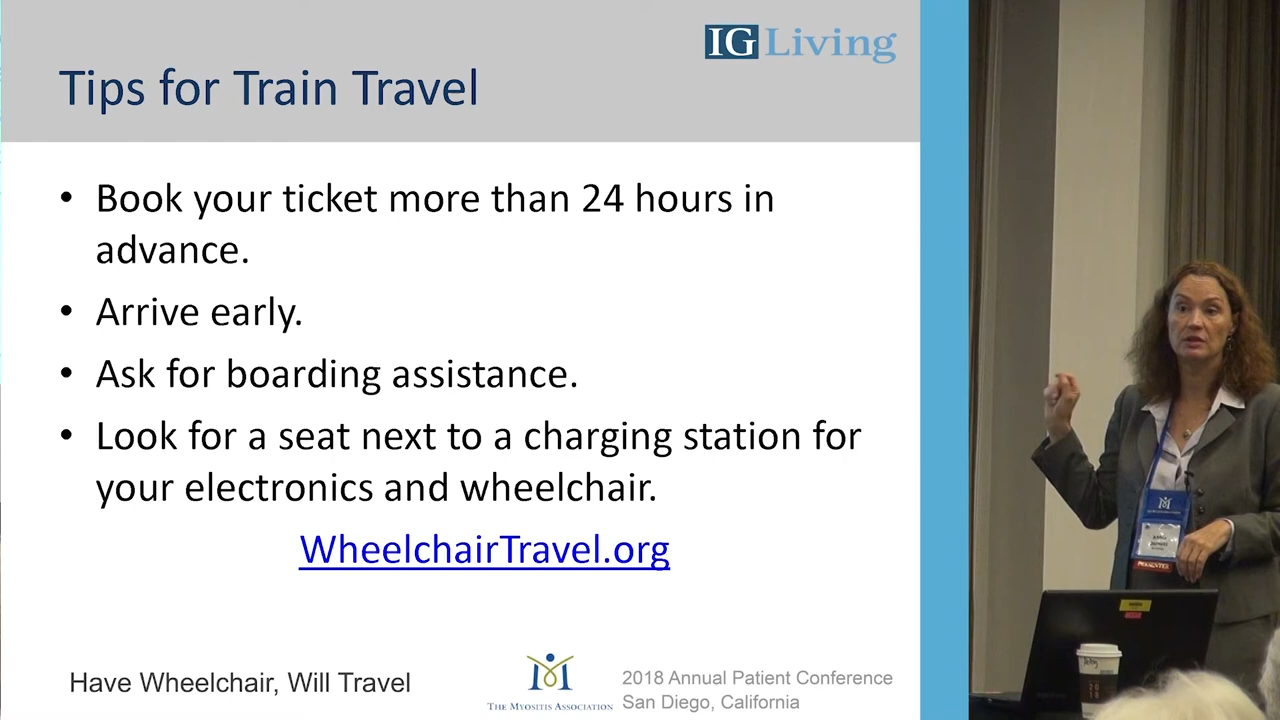 IG Living
Tips for Train Travel
• Book your ticket more than 24 hours in
advance.
• Arrive early.
• Ask for boarding assistance.
• Look for a seat next to a charging station for
your electronics and wheelchair.
WheelchairTravel.org
Have Wheelchair, Will Travel
THE MYOSITIS ASSOCIATION
2018 Annual Patient Conference
San Diego, California
PRESENTER